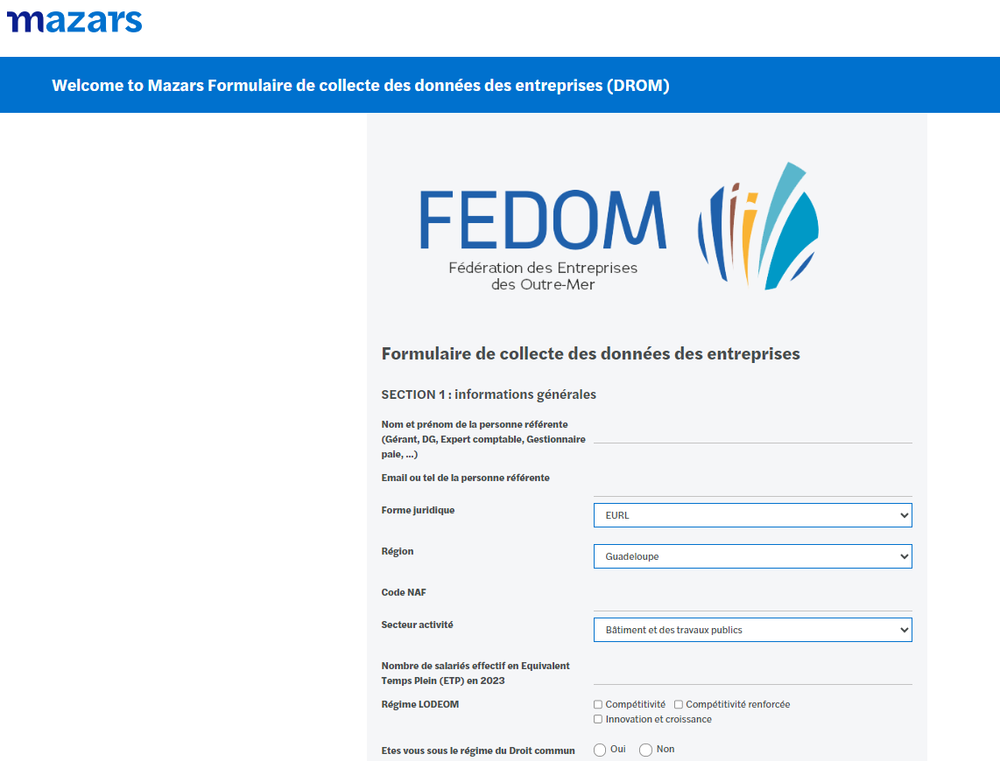 mazars
Welcome to Mazars Formulaire de collecte des données des entreprises (DROM)
FEDOM
Fédération des Entreprises
des Outre-Mer
Formulaire de collecte des données des entreprises
SECTION 1 : informations générales
Nom et prénom de la personne référente
(Gérant, DG, Expert comptable, Gestionnaire
paie, ...)
Email ou tel de la personne référente
Forme juridique
EURL
Région
Guadeloupe
Code NAF
Secteur activité
Bâtiment et des travaux publics
Nombre de salariés effectif en Equivalent
Temps Plein (ETP) en 2023
Régime LODEOM
Compétitivité Compétitivité renforcée
Innovation et croissance
Etes vous sous le régime du Droit commun
Oui Non